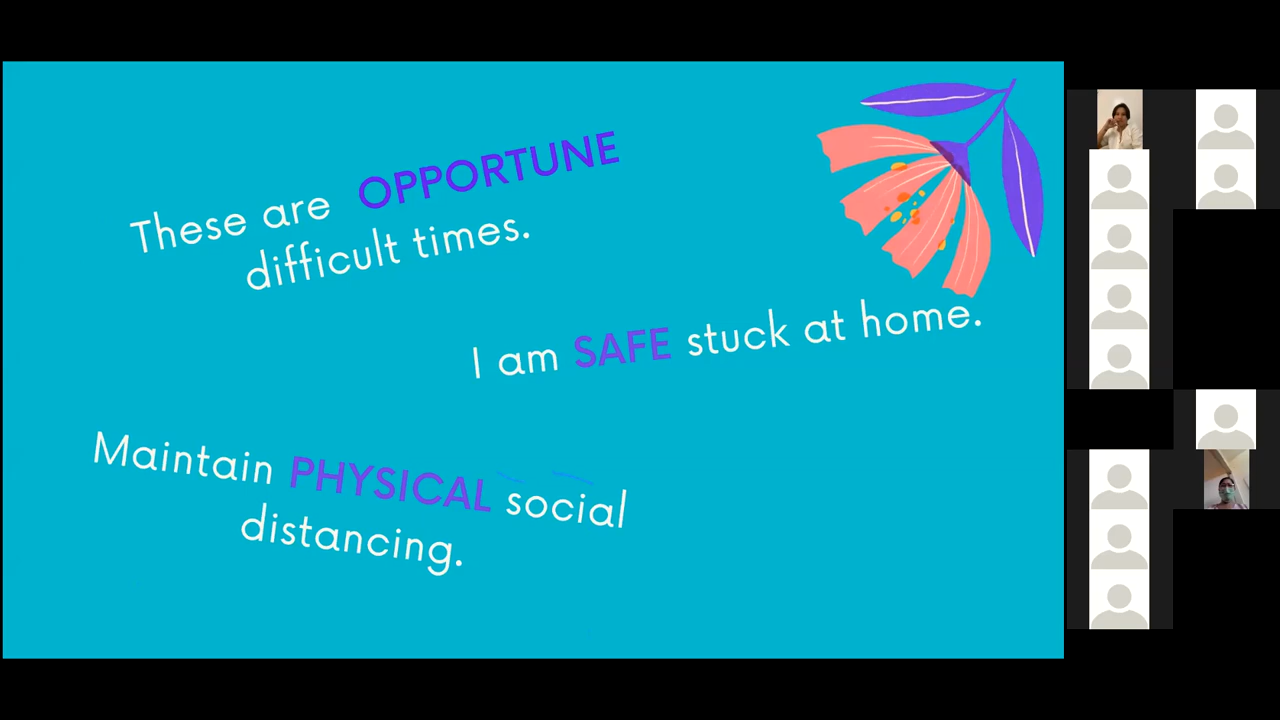 These are OPPORTUNE
difficult times.
I am SAFE stuck at home.
Maintain PHYSICAL social
distancing.